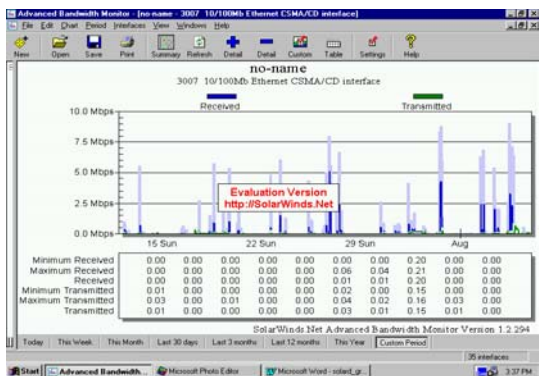 Advanced Bandwidth Monitor - [no-name - 3007 10/100Mb Ethernet CSMA/CD interface]
File Edit Chart Period Interfaces View Windows Help
New Open Save Print Summary Refresh Detail Detail Custom Table Settings Help
no-name
3007 10/100Mb Ethernet CSMA/CD interface
Received Transmitted
10.0 Mbps
7.5 Mbps
5.0 Mbps
2.5 Mbps
0.0 Mbps
Evaluation Version
http://SolarWinds.Net
15 Sun 22 Sun 29 Sun Aug
Minimum Received 0.00 0.00 0.00 0.00 0.00 0.00 0.00 0.20 0.00 0.00
Maximum Received 0.00 0.00 0.00 0.00 0.00 0.06 0.04 0.21 0.00 0.00
Received 0.00 0.00 0.00 0.00 0.00 0.01 0.01 0.20 0.00 0.00
Minimum Transmitted 0.01 0.00 0.00 0.00 0.00 0.02 0.00 0.15 0.00 0.00
Maximum Transmitted 0.03 0.00 0.01 0.00 0.00 0.04 0.02 0.16 0.03 0.00
Transmitted 0.01 0.00 0.00 0.00 0.00 0.03 0.01 0.15 0.01 0.00
SolarWinds.Net Advanced Bandwidth Monitor Version 1.2.294
Today This Week This Month Last 30 days Last 3 months Last 12 months This Year Custom Period
35 interfaces
Start Advanced Bandwidth... Microsoft Photo Editor Microsoft Word - solard_gr... 3:37 PM